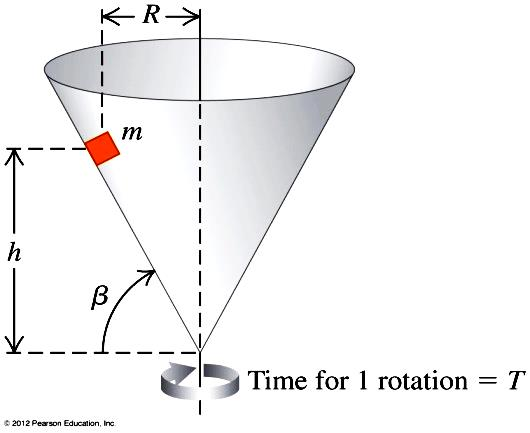 R
m
h
β
Time for 1 rotation = T
© 2012 Pearson Education, Inc.